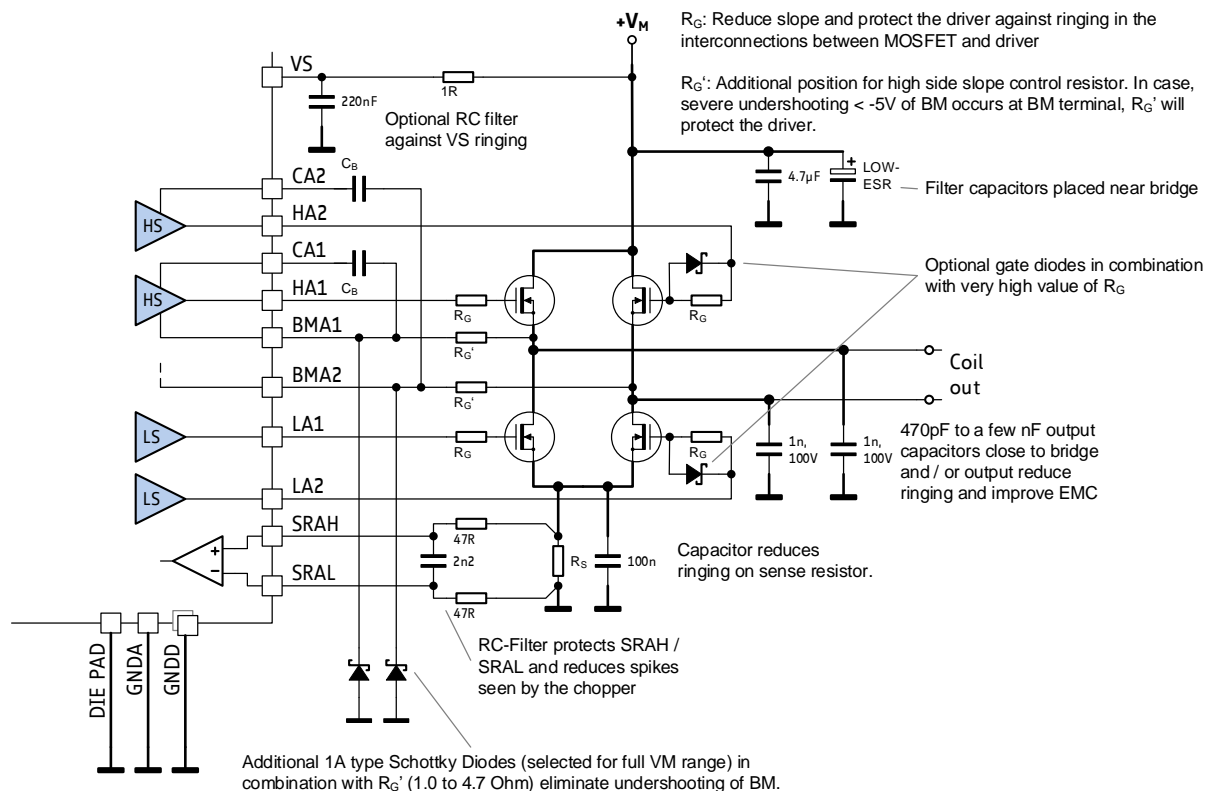 +VM
RG: Reduce slope and protect the driver against ringing in the
interconnections between MOSFET and driver
RG‘: Additional position for high side slope control resistor. In case,
severe undershooting < -5V of BM occurs at BM terminal, RG’ will
protect the driver.
VS
1R
220nF
Optional RC filter
against VS ringing
4.7µF
+
LOW-
ESR
Filter capacitors placed near bridge
CA2
CB
HS
HA2
CA1
CB
HS
HA1
RG
RG
Optional gate diodes in combination
with very high value of RG
BMA1
RG‘
BMA2
RG‘
Coil
out
LS
LA1
RG
RG
1n,
100V
1n,
100V
470pF to a few nF output
capacitors close to bridge
and / or output reduce
ringing and improve EMC
LS
LA2
SRAH
47R
+
-
2n2
RS
100n
Capacitor reduces
ringing on sense resistor.
SRAL
47R
RC-Filter protects SRAH /
SRAL and reduces spikes
seen by the chopper
DIE PAD
GNDA
GNDD
Additional 1A type Schottky Diodes (selected for full VM range) in
combination with RG’ (1.0 to 4.7 Ohm) eliminate undershooting of BM.